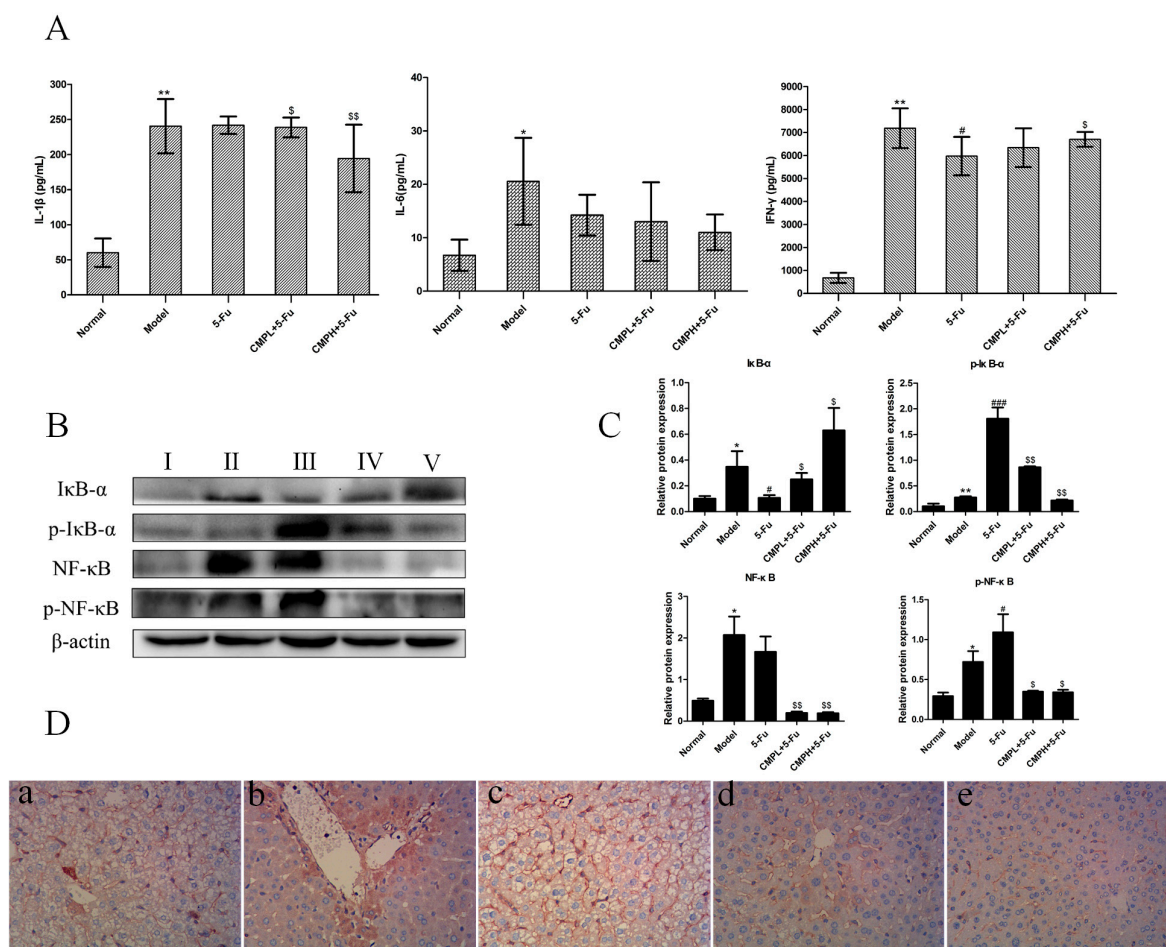 A
IL-1β (pg/mL)
300
250
200
150
100
50
0
**
$
$$
Normal
Model
5-Fu
CMPL+5-Fu
CMPH+5-Fu
IL-6(pg/mL)
40
30
20
10
0
*
Normal
Model
5-Fu
CMPL+5-Fu
CMPH+5-Fu
IFN-γ (pg/mL)
9000
8000
7000
6000
5000
4000
3000
2000
1000
0
**
#
$
Normal
Model
5-Fu
CMPL+5-Fu
CMPH+5-Fu
B
I II III IV V
IκB-α
p-IκB-α
NF-κB
p-NF-κB
β-actin
C
Iκ B-α
Relative protein expression
1.0
0.8
0.6
0.4
0.2
0.0
*
#
$
$
Normal
Model
5-Fu
CMPL+5-Fu
CMPH+5-Fu
p-Iκ B-α
Relative protein expression
2.0
1.5
1.0
0.5
0.0
**
###
$$
$$
Normal
Model
5-Fu
CMPL+5-Fu
CMPH+5-Fu
NF-κ B
Relative protein expression
3
2
1
0
*
$$
$$
Normal
Model
5-Fu
CMPL+5-Fu
CMPH+5-Fu
p-NF-κ B
Relative protein expression
1.5
1.0
0.5
0.0
*
#
$
$
Normal
Model
5-Fu
CMPL+5-Fu
CMPH+5-Fu
D
a b c d e